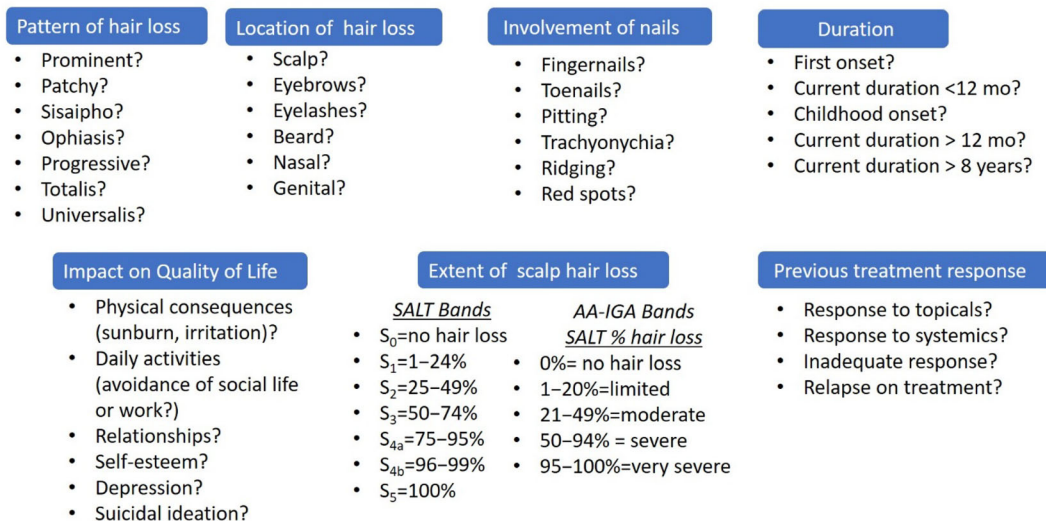 Pattern of hair loss
• Prominent?
• Patchy?
• Sisaipho?
• Ophiasis?
• Progressive?
• Totalis?
• Universalis?
Location of hair loss
• Scalp?
• Eyebrows?
• Eyelashes?
• Beard?
• Nasal?
• Genital?
Involvement of nails
• Fingernails?
• Toenails?
• Pitting?
• Trachyonychia?
• Ridging?
• Red spots?
Duration
• First onset?
• Current duration <12 mo?
• Childhood onset?
• Current duration > 12 mo?
• Current duration > 8 years?
Impact on Quality of Life
• Physical consequences
(sunburn, irritation)?
• Daily activities
(avoidance of social life
or work?)
• Relationships?
• Self-esteem?
• Depression?
• Suicidal ideation?
Extent of scalp hair loss
SALT Bands
• S0=no hair loss
• S1=1–24%
• S2=25–49%
• S3=50–74%
• S4a=75–95%
• S4b=96–99%
• S5=100%
AA-IGA Bands
SALT % hair loss
• 0%= no hair loss
• 1–20%=limited
• 21–49%=moderate
• 50–94% = severe
• 95–100%=very severe
Previous treatment response
• Response to topicals?
• Response to systemics?
• Inadequate response?
• Relapse on treatment?